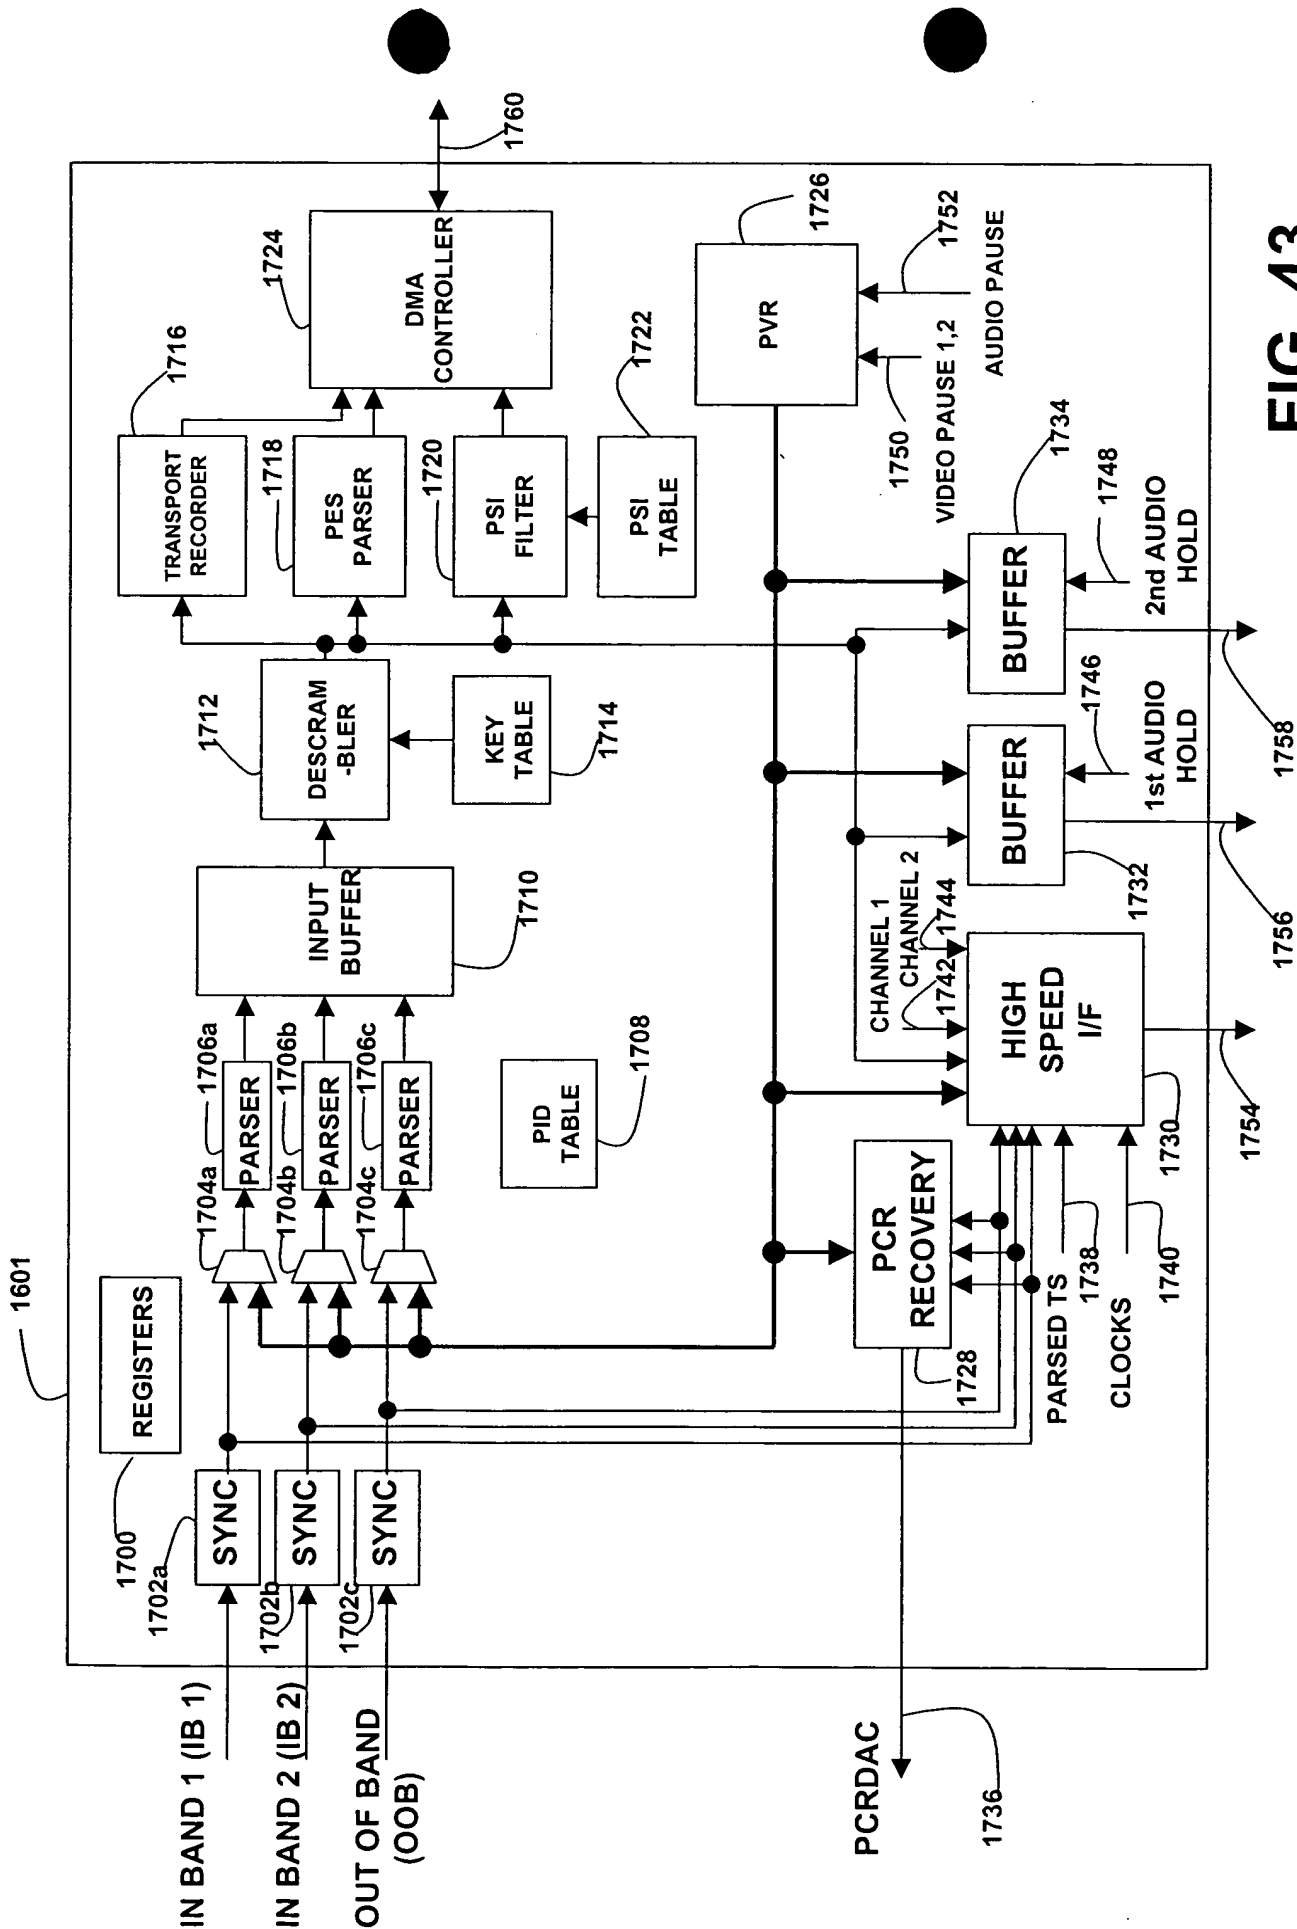 1601
REGISTERS
1700
1702a
1702b
1702c
IN BAND 1 (IB 1)
IN BAND 2 (IB 2)
OUT OF BAND
(OOB)
SYNC
SYNC
SYNC
1704a
1704b
1704c
1706a
1706b
1706c
PARSER
PARSER
PARSER
PID
TABLE
1708
INPUT
BUFFER
1710
1712
DESCRAM
-BLER
KEY
TABLE
1714
TRANSPORT
RECORDER
1716
1718
PES
PARSER
1720
PSI
FILTER
PSI
TABLE
1722
1724
DMA
CONTROLLER
1760
PVR
1726
1750
VIDEO PAUSE 1,2
1752
AUDIO PAUSE
PCR
RECOVERY
1728
PCRDAC
1736
PARSED TS
1738
CLOCKS
1740
CHANNEL 1
CHANNEL 2
1742
1744
HIGH
SPEED
I/F
1730
1754
BUFFER
1732
1746
1st AUDIO
HOLD
1756
BUFFER
1734
1748
2nd AUDIO
HOLD
1758
FIG. 43